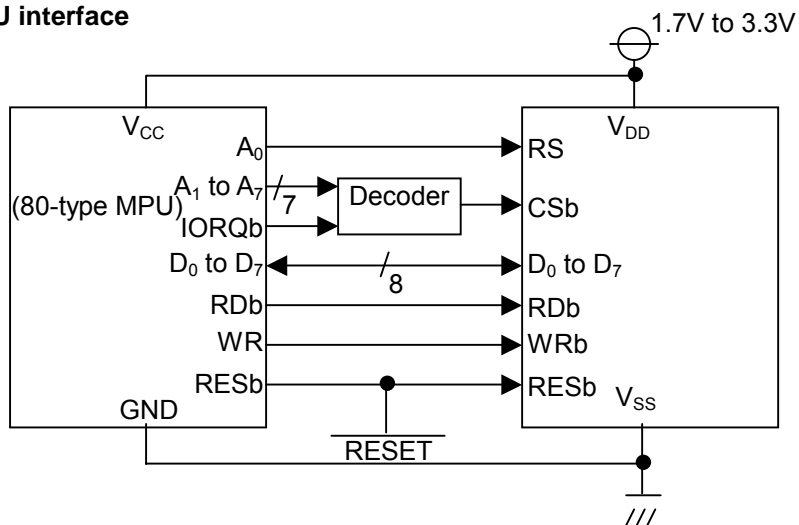 U interface
1.7V to 3.3V
VCC
VDD
A0
RS
A1 to A7
7
Decoder
(80-type MPU)
CSb
IORQb
D0 to D7
8
D0 to D7
RDb
RDb
WR
WRb
RESb
RESb
GND
VSS
RESET